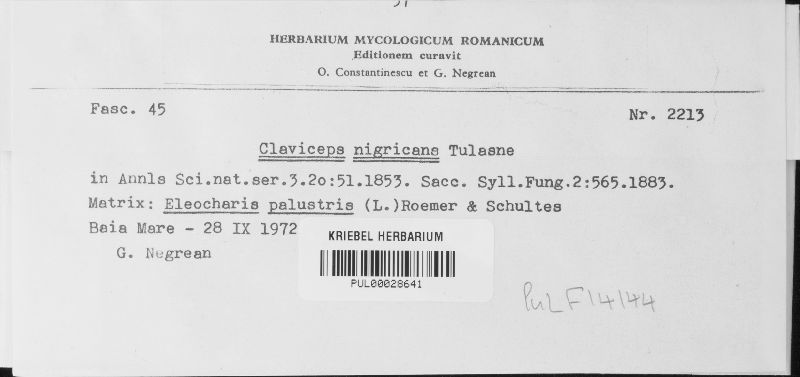 HERBARIUM MYCOLOGICUM ROMANICUM
Editionem curavit
O. Constantinescu et G. Negrean
Fasc. 45
Nr. 2213
Claviceps nigricans Tulasne
in Annls Sci.nat.ser.3.2o:51.1853. Sacc. Syll.Fung.2:565.1883.
Matrix: Eleocharis palustris (L.)Roemer & Schultes
Baia Mare - 28 IX 1972
G. Negrean
KRIEBEL HERBARIUM
PUL00028641
PUL F14144